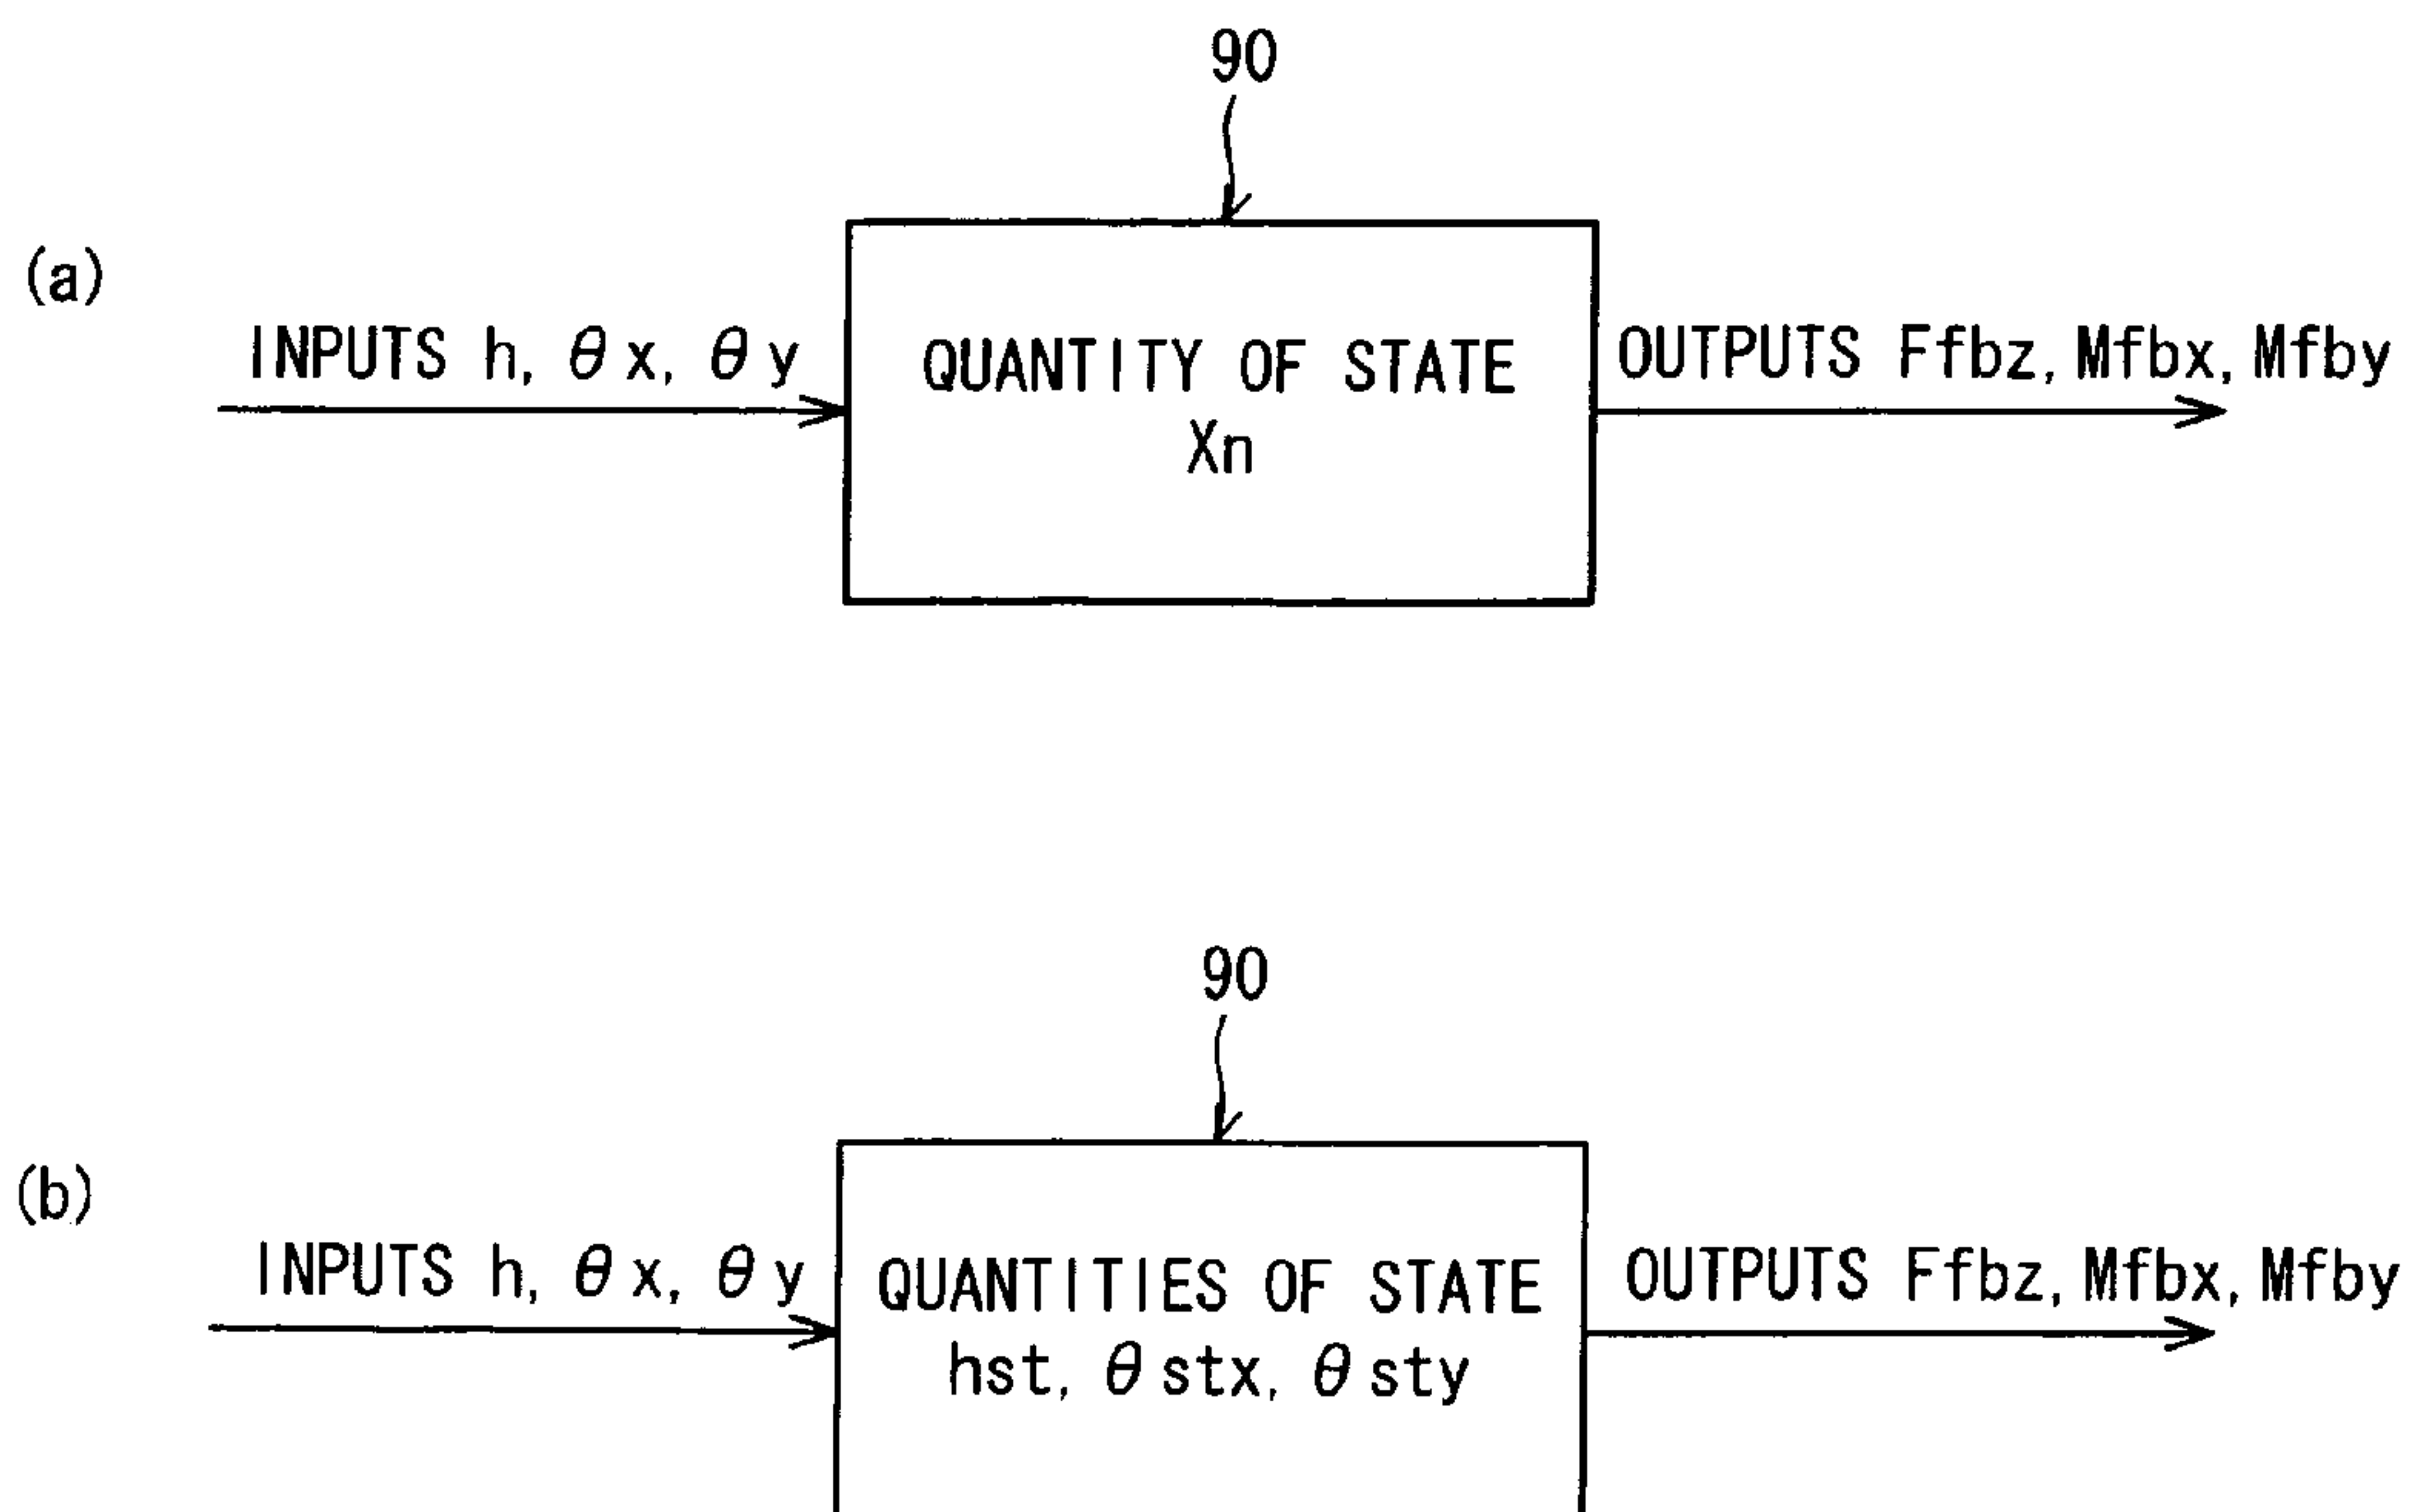 90
(a)
INPUTS h, θx, θy
QUANTITY OF STATE
Xn
OUTPUTS Ffbz, Mfbx, Mfby
90
(b)
INPUTS h, θx, θy
QUANTITIES OF STATE
hst, θstx, θsty
OUTPUTS Ffbz, Mfbx, Mfby